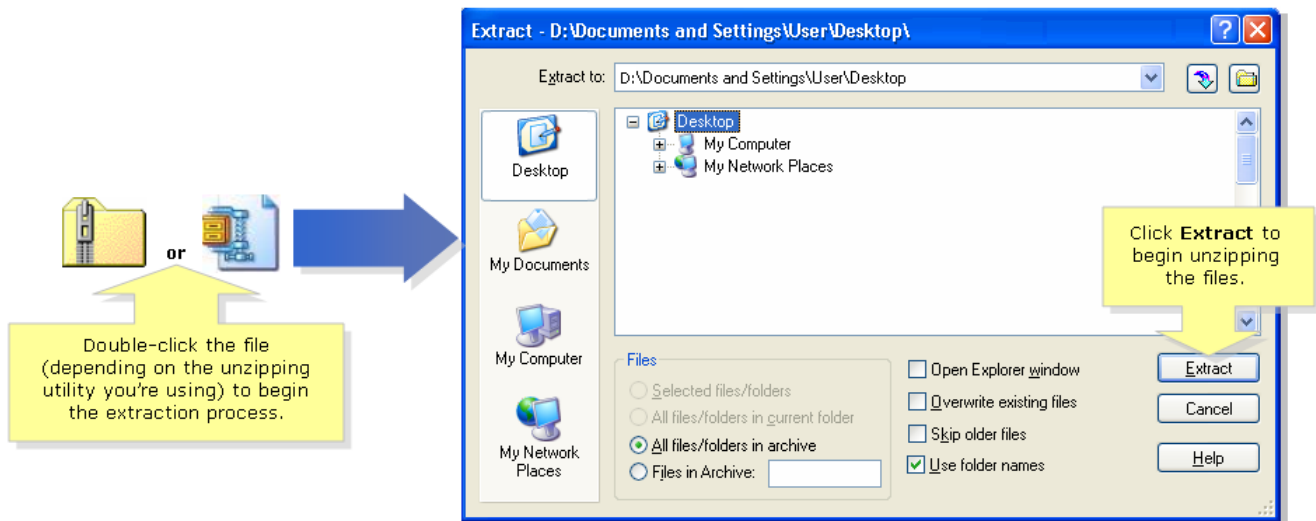 Extract - D:\Documents and Settings\User\Desktop\
Extract to:
D:\Documents and Settings\User\Desktop
Desktop
My Documents
My Computer
My Network
Places
Desktop
My Computer
My Network Places
or
Double-click the file
(depending on the unzipping
utility you're using) to begin
the extraction process.
Click Extract to
begin unzipping
the files.
Files
Selected files/folders
All files/folders in current folder
All files/folders in archive
Files in Archive:
Open Explorer window
Overwrite existing files
Skip older files
Use folder names
Extract
Cancel
Help